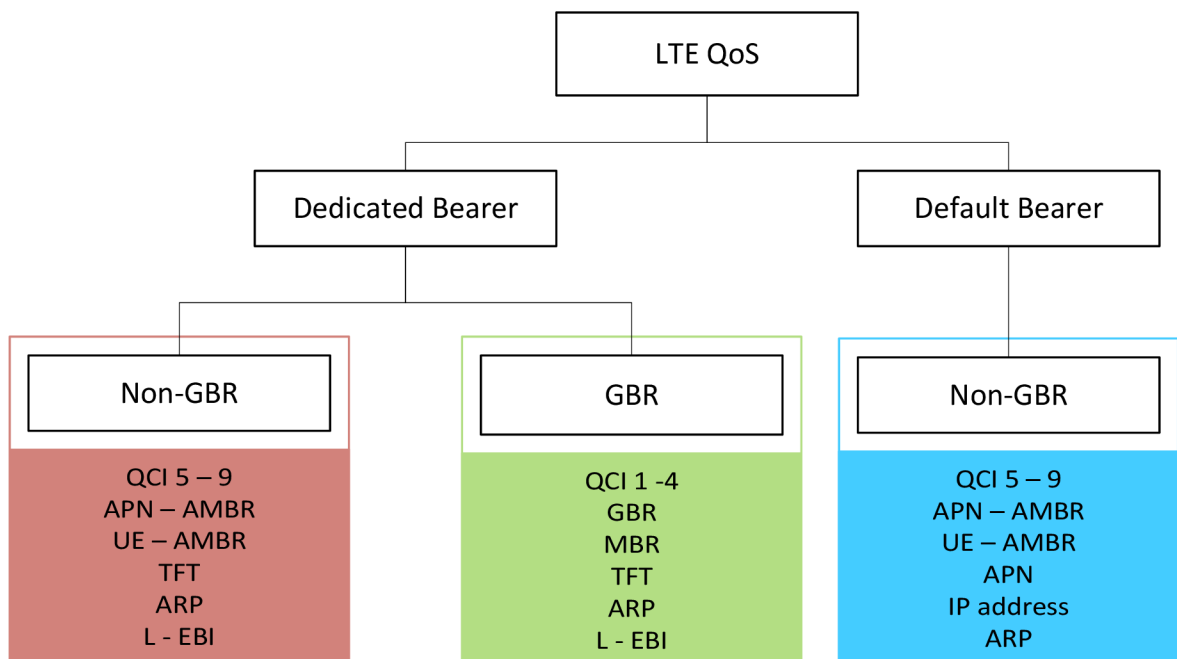 LTE QoS
Dedicated Bearer
Default Bearer
Non-GBR
QCI 5 – 9
APN – AMBR
UE – AMBR
TFT
ARP
L - EBI
GBR
QCI 1 -4
GBR
MBR
TFT
ARP
L - EBI
Non-GBR
QCI 5 – 9
APN – AMBR
UE – AMBR
APN
IP address
ARP